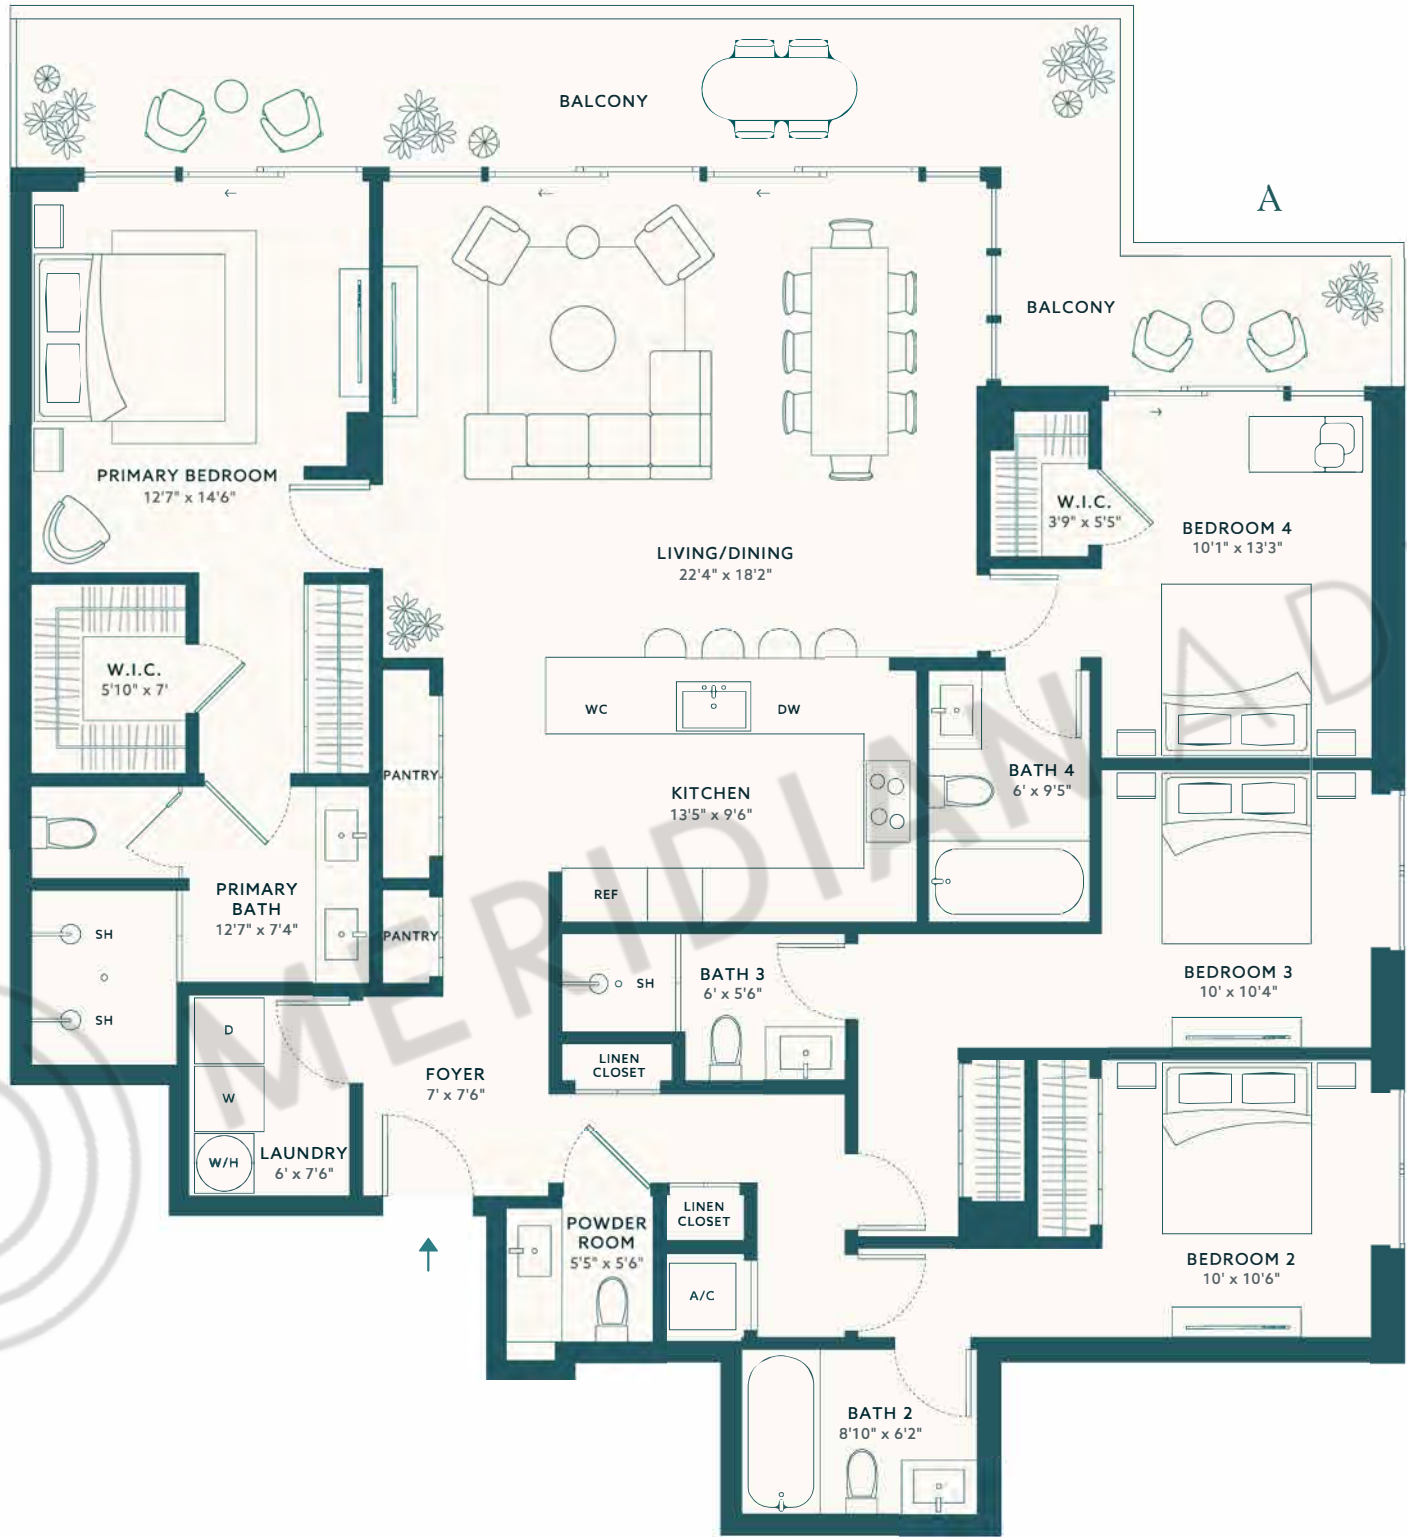 BALCONY
A
BALCONY
PRIMARY BEDROOM
12'7" x 14'6"
W.I.C.
3'9" x 5'5"
BEDROOM 4
10'1" x 13'3"
LIVING/DINING
22'4" x 18'2"
W.I.C.
5'10" x 7'
WC
DW
PANTRY
KITCHEN
13'5" x 9'6"
BATH 4
6' x 9'5"
PRIMARY
BATH
12'7" x 7'4"
REF
PANTRY
SH
SH
BATH 3
6' x 5'6"
SH
BEDROOM 3
10' x 10'4"
D
W
W/H
LAUNDRY
6' x 7'6"
FOYER
7' x 7'6"
LINEN
CLOSET
LINEN
CLOSET
POWDER
ROOM
5'5" x 5'6"
A/C
BEDROOM 2
10' x 10'6"
BATH 2
8'10" x 6'2"
MERIDIAN AD